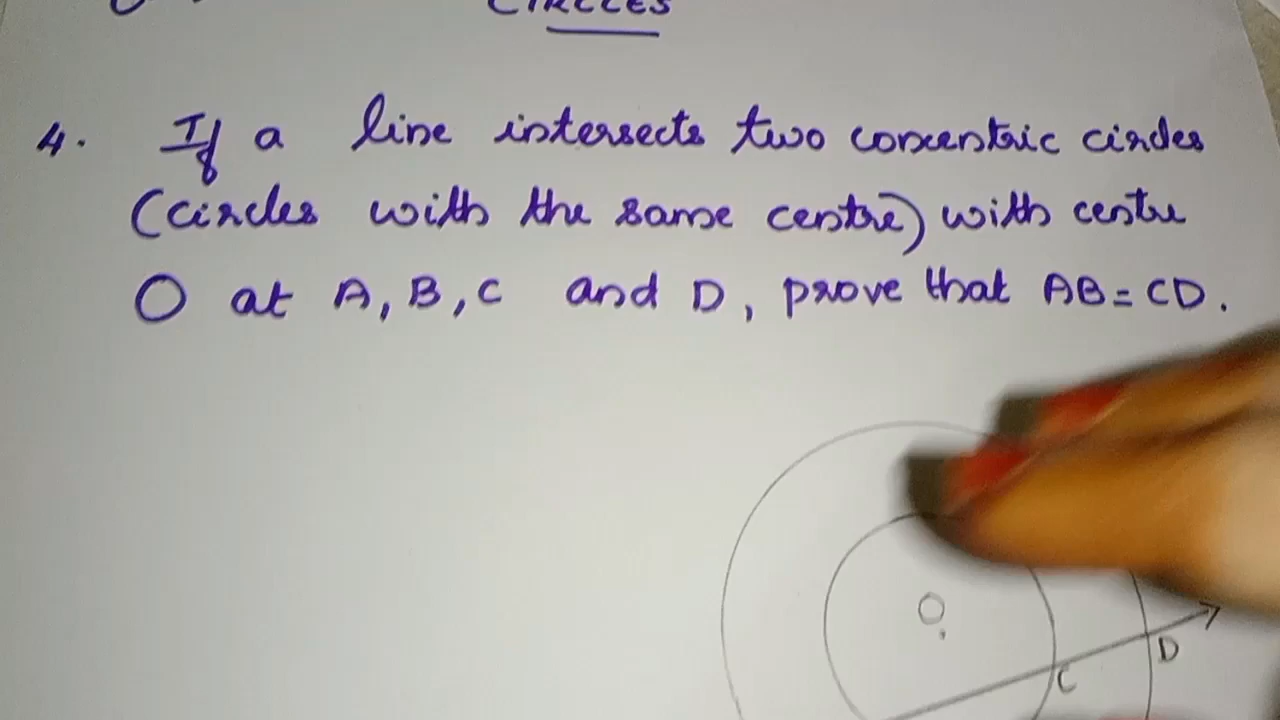 CIRCLES
4. If a line intersects two concentric circles
(circles with the same centre) with centre
O at A, B, C and D, prove that AB = CD.
O
C
D